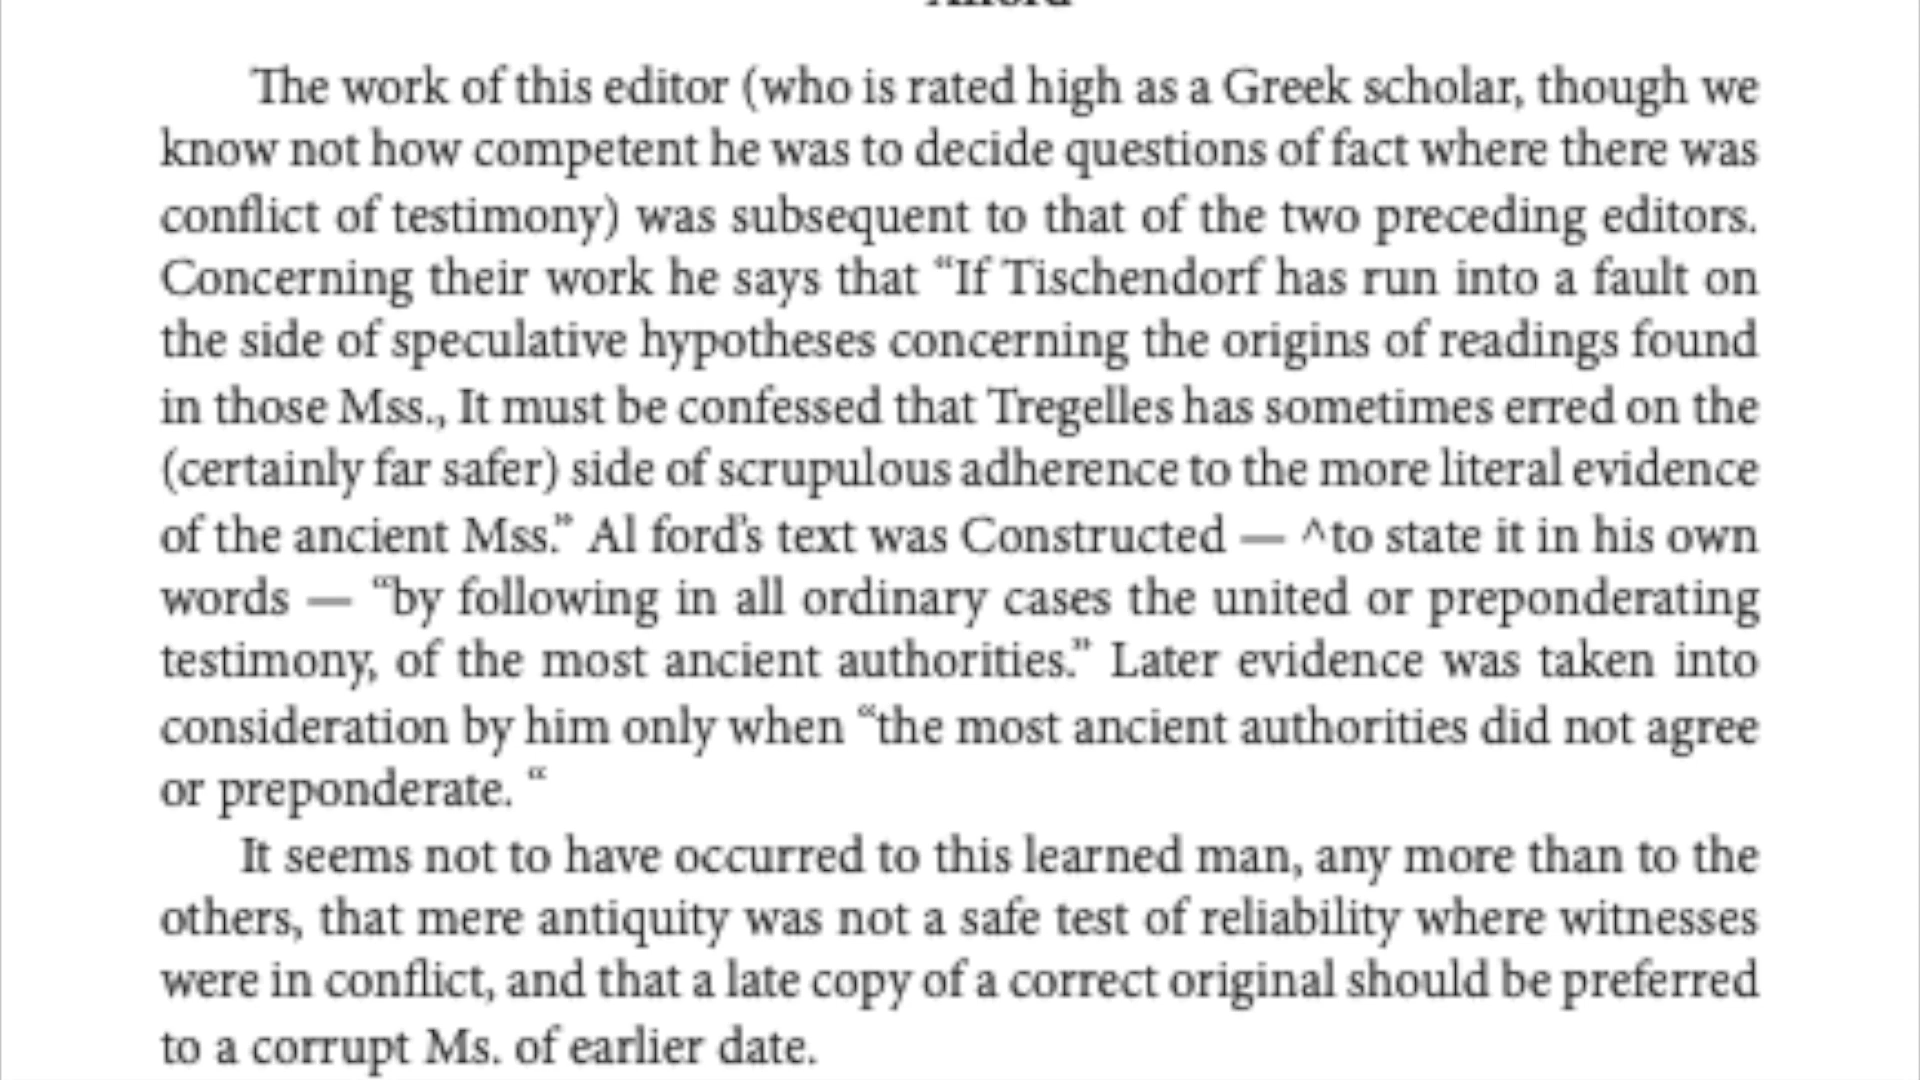 The work of this editor (who is rated high as a Greek scholar, though we
know not how competent he was to decide questions of fact where there was
conflict of testimony) was subsequent to that of the two preceding editors.
Concerning their work he says that “If Tischendorf has run into a fault on
the side of speculative hypotheses concerning the origins of readings found
in those Mss., It must be confessed that Tregelles has sometimes erred on the
(certainly far safer) side of scrupulous adherence to the more literal evidence
of the ancient Mss.” Al ford’s text was Constructed — ^to state it in his own
words — “by following in all ordinary cases the united or preponderating
testimony, of the most ancient authorities.” Later evidence was taken into
consideration by him only when “the most ancient authorities did not agree
or preponderate. “
It seems not to have occurred to this learned man, any more than to the
others, that mere antiquity was not a safe test of reliability where witnesses
were in conflict, and that a late copy of a correct original should be preferred
to a corrupt Ms. of earlier date.